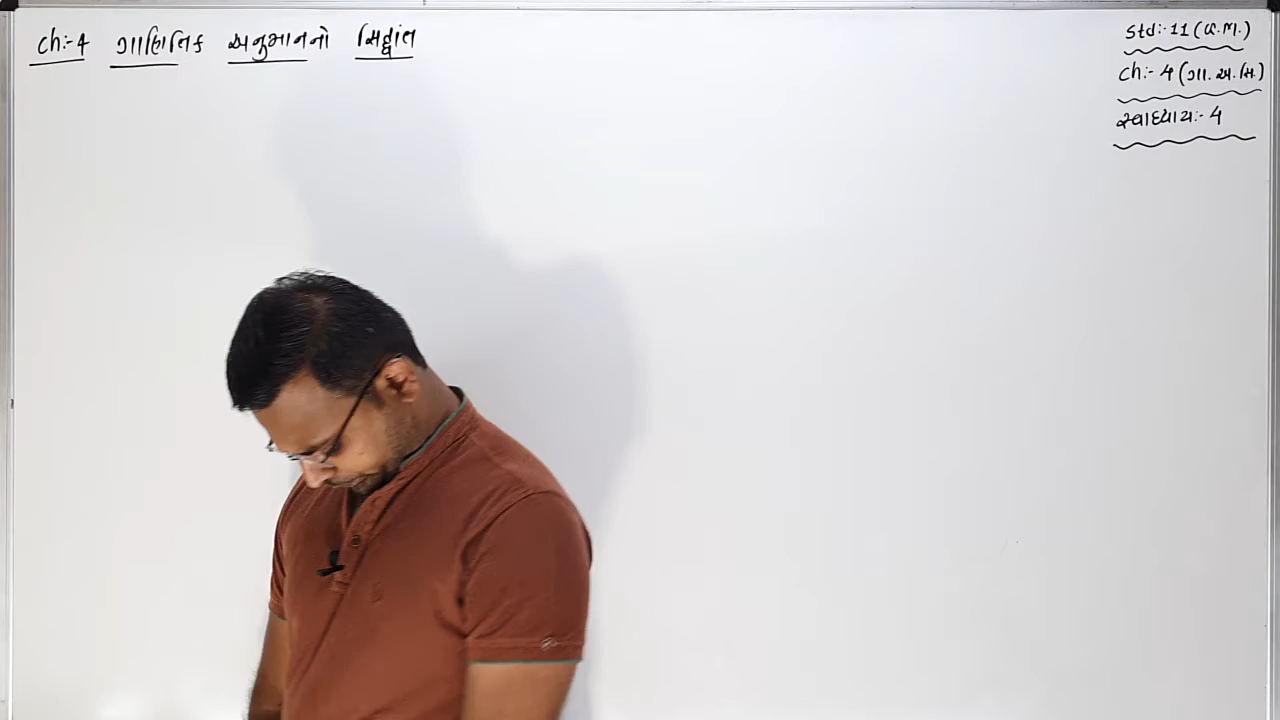 Ch:-4 ગાણિતિક અનુમાનનો સિદ્ધાંત
Std:-11 (વ.મ.)
Ch:- 4 (ગા.અ.સિ.)
સ્વાધ્યાય:- 4